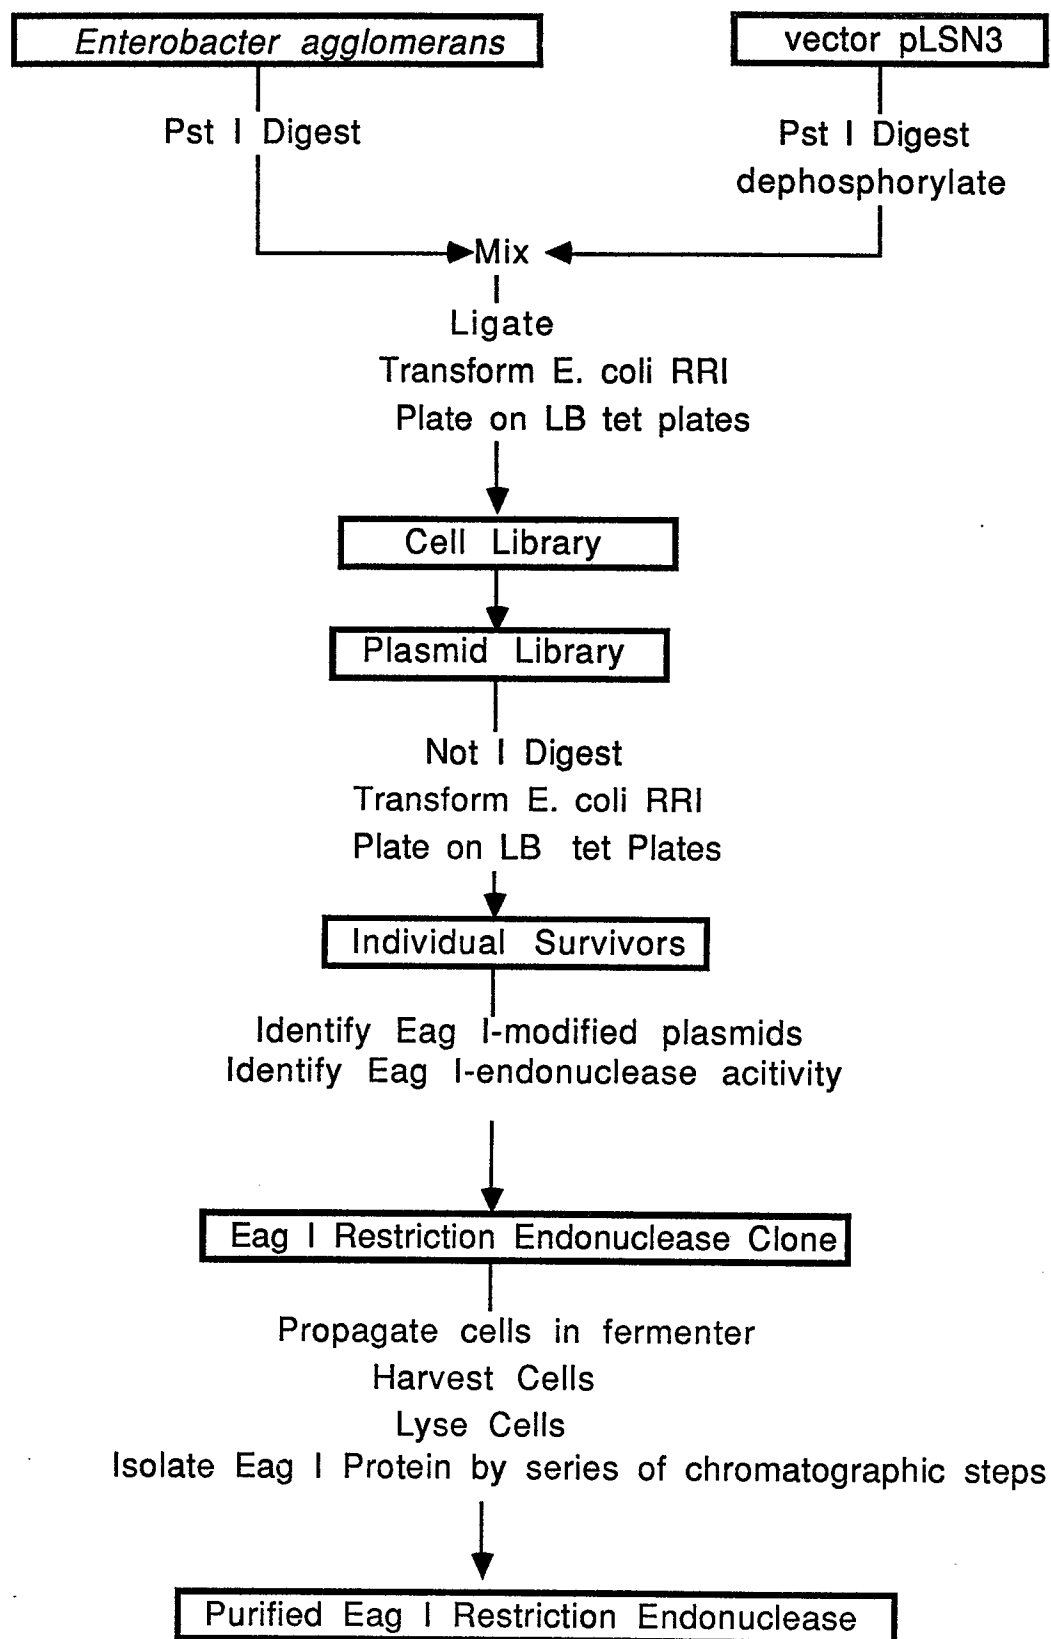 Enterobacter agglomerans
vector pLSN3
Pst I Digest
Pst I Digest
dephosphorylate
Mix
Ligate
Transform E. coli RRI
Plate on LB tet plates
Cell Library
Plasmid Library
Not I Digest
Transform E. coli RRI
Plate on LB tet Plates
Individual Survivors
Identify Eag I-modified plasmids
Identify Eag I-endonuclease acitivity
Eag I Restriction Endonuclease Clone
Propagate cells in fermenter
Harvest Cells
Lyse Cells
Isolate Eag I Protein by series of chromatographic steps
Purified Eag I Restriction Endonuclease